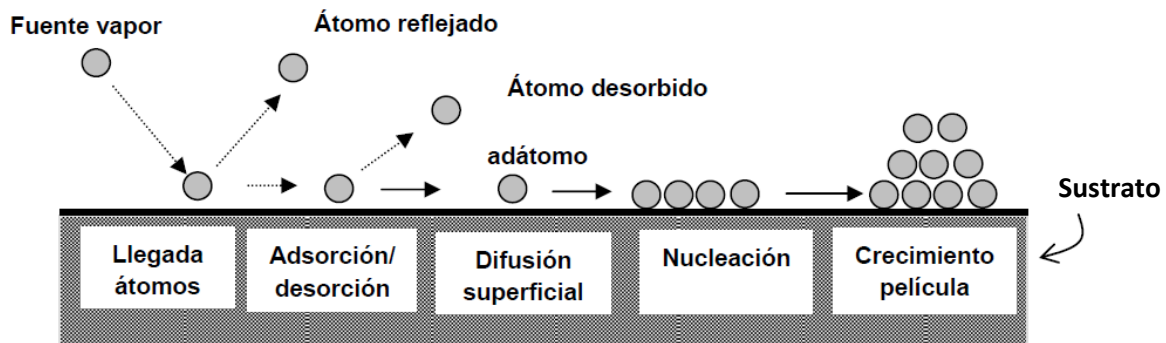 Fuente vapor
Átomo reflejado
Átomo desorbido
adátomo
Sustrato
Llegada
átomos
Adsorción/
desorción
Difusión
superficial
Nucleación
Crecimiento
película